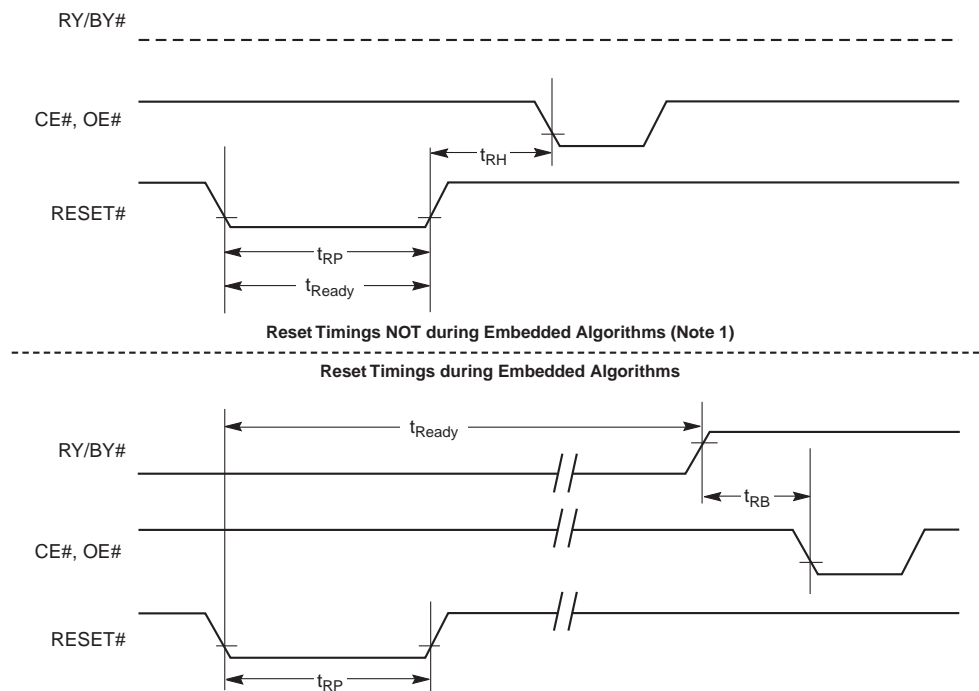 RY/BY#
CE#, OE#
tRH
RESET#
tRP
tReady
Reset Timings NOT during Embedded Algorithms (Note 1)
Reset Timings during Embedded Algorithms
tReady
RY/BY#
tRB
CE#, OE#
RESET#
tRP